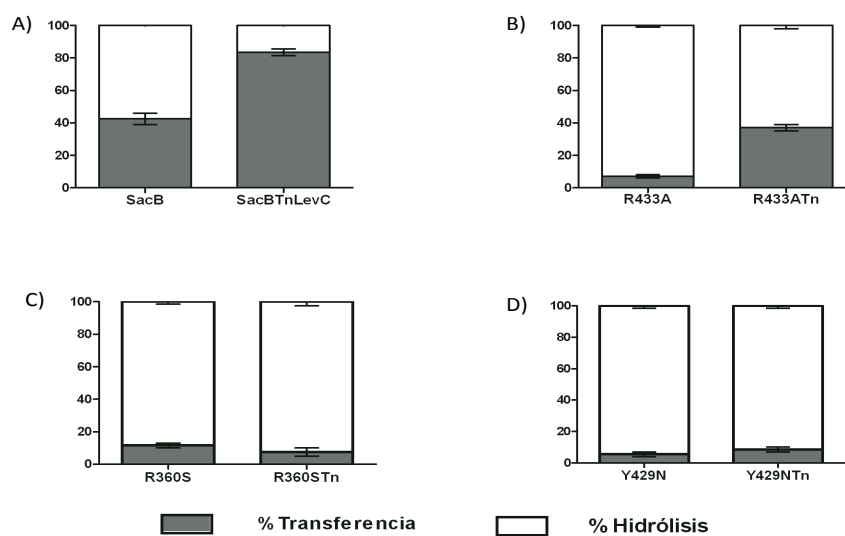 A)
100
80
60
40
20
0
SacB SacBTnLevC
B)
100
80
60
40
20
0
R433A R433ATn
C)
100
80
60
40
20
0
R360S R360STn
D)
100
80
60
40
20
0
Y429N Y429NTn
% Transferencia % Hidrólisis